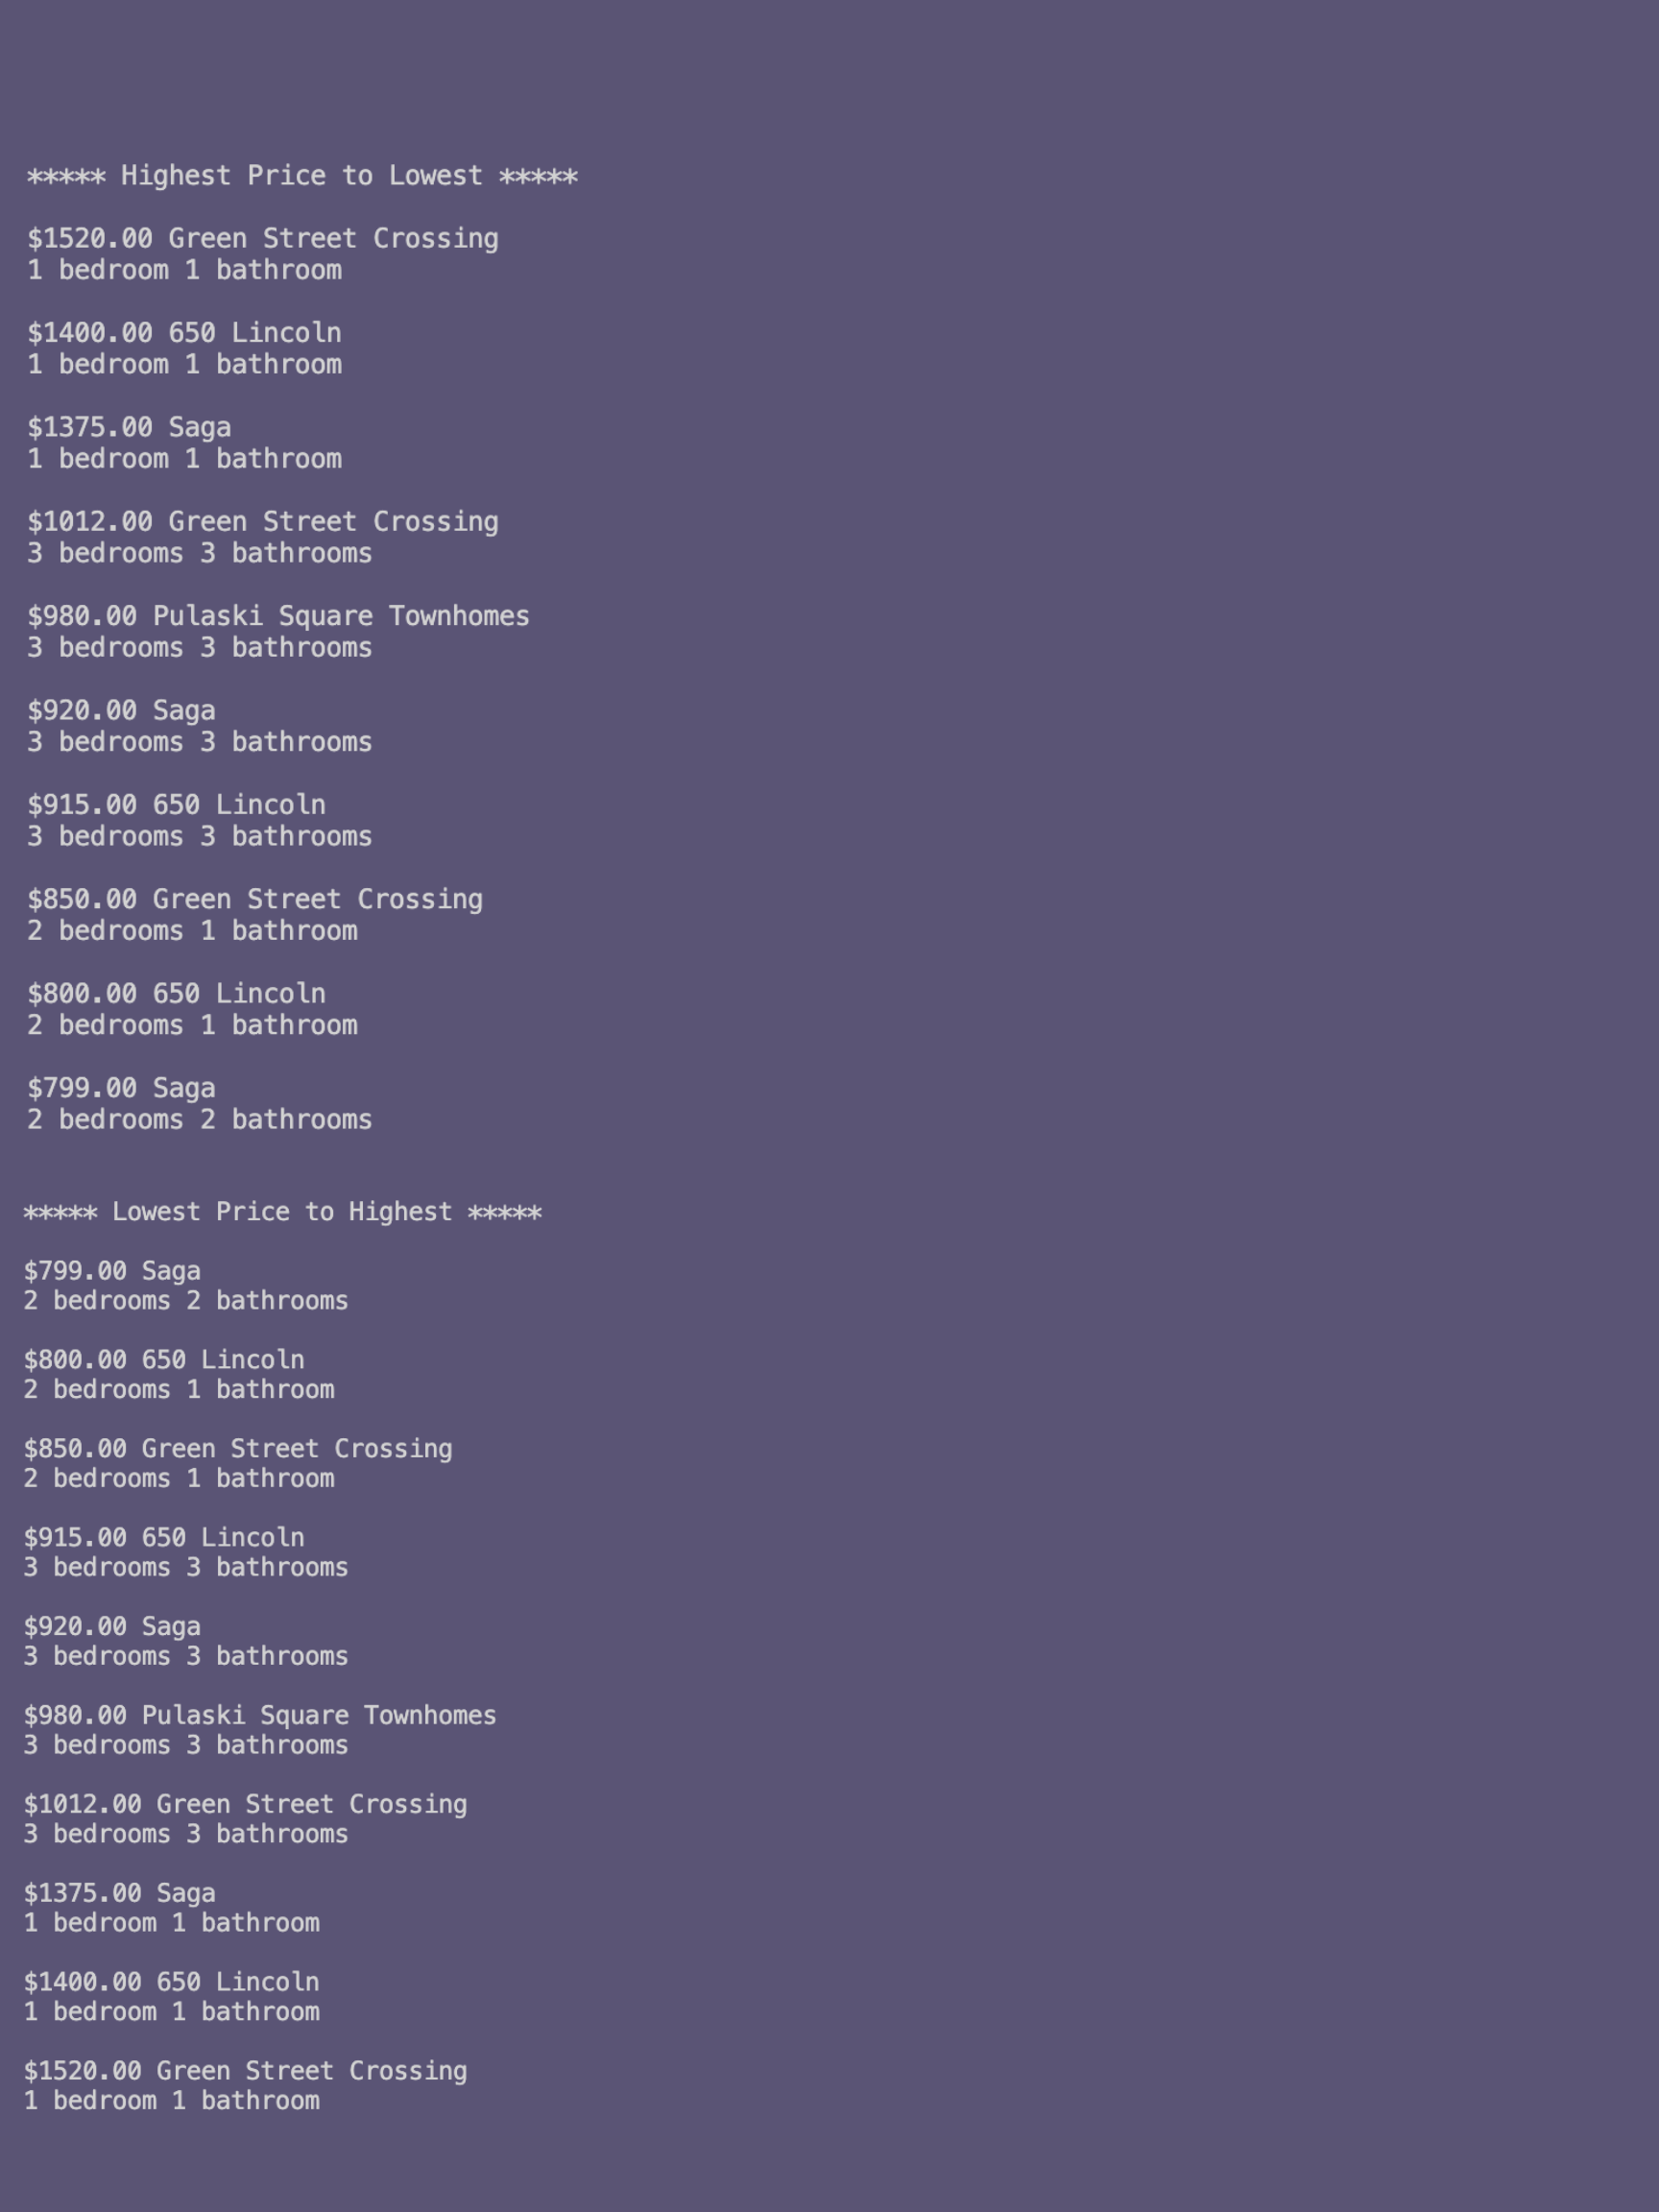 ***** Highest Price to Lowest *****
$1520.00 Green Street Crossing
1 bedroom 1 bathroom
$1400.00 650 Lincoln
1 bedroom 1 bathroom
$1375.00 Saga
1 bedroom 1 bathroom
$1012.00 Green Street Crossing
3 bedrooms 3 bathrooms
$980.00 Pulaski Square Townhomes
3 bedrooms 3 bathrooms
$920.00 Saga
3 bedrooms 3 bathrooms
$915.00 650 Lincoln
3 bedrooms 3 bathrooms
$850.00 Green Street Crossing
2 bedrooms 1 bathroom
$800.00 650 Lincoln
2 bedrooms 1 bathroom
$799.00 Saga
2 bedrooms 2 bathrooms
***** Lowest Price to Highest *****
$799.00 Saga
2 bedrooms 2 bathrooms
$800.00 650 Lincoln
2 bedrooms 1 bathroom
$850.00 Green Street Crossing
2 bedrooms 1 bathroom
$915.00 650 Lincoln
3 bedrooms 3 bathrooms
$920.00 Saga
3 bedrooms 3 bathrooms
$980.00 Pulaski Square Townhomes
3 bedrooms 3 bathrooms
$1012.00 Green Street Crossing
3 bedrooms 3 bathrooms
$1375.00 Saga
1 bedroom 1 bathroom
$1400.00 650 Lincoln
1 bedroom 1 bathroom
$1520.00 Green Street Crossing
1 bedroom 1 bathroom